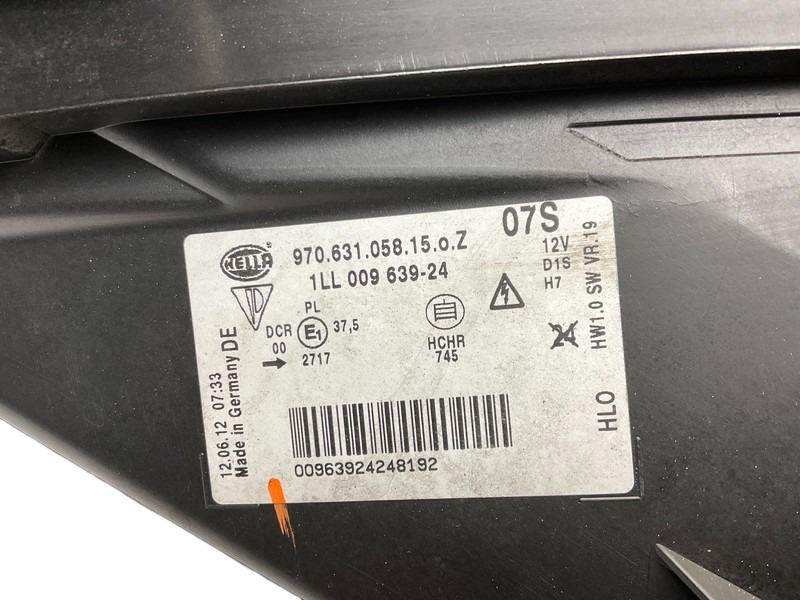 HELLA
970.631.058.15.o.Z
07S
1LL 009 639-24
12V
D1S
H7
PL
DCR
E1
37,5
00
2717
HCHR
745
24
HW1.0 SW VR.19
HLO
12.06.12 07:33
Made in Germany DE
00963924248192